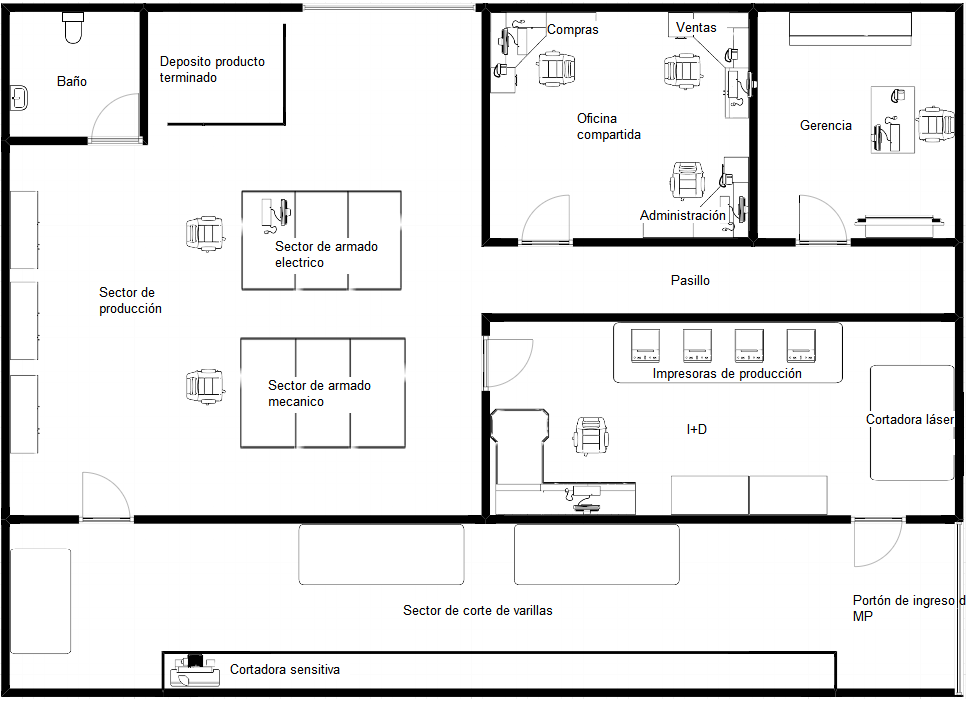 Compras
Ventas
Deposito producto
terminado
Baño
Oficina
compartida
Gerencia
Administración
Sector de armado
electrico
Pasillo
Sector de
producción
Impresoras de producción
Sector de armado
mecanico
Cortadora láser
I+D
Portón de ingreso d
MP
Sector de corte de varillas
Cortadora sensitiva